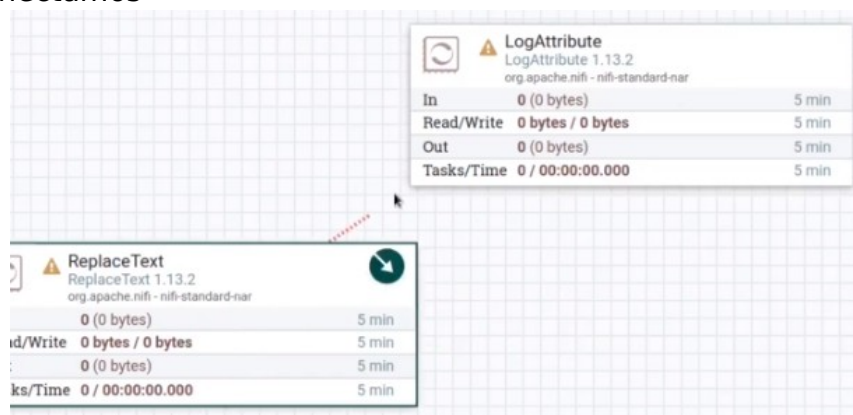 LogAttribute
LogAttribute 1.13.2
org.apache.nifi - nifi-standard-nar
In 0 (0 bytes) 5 min
Read/Write 0 bytes / 0 bytes 5 min
Out 0 (0 bytes) 5 min
Tasks/Time 0 / 00:00:00.000 5 min
ReplaceText
ReplaceText 1.13.2
org.apache.nifi - nifi-standard-nar
0 (0 bytes) 5 min
d/Write 0 bytes / 0 bytes 5 min
0 (0 bytes) 5 min
ks/Time 0 / 00:00:00.000 5 min